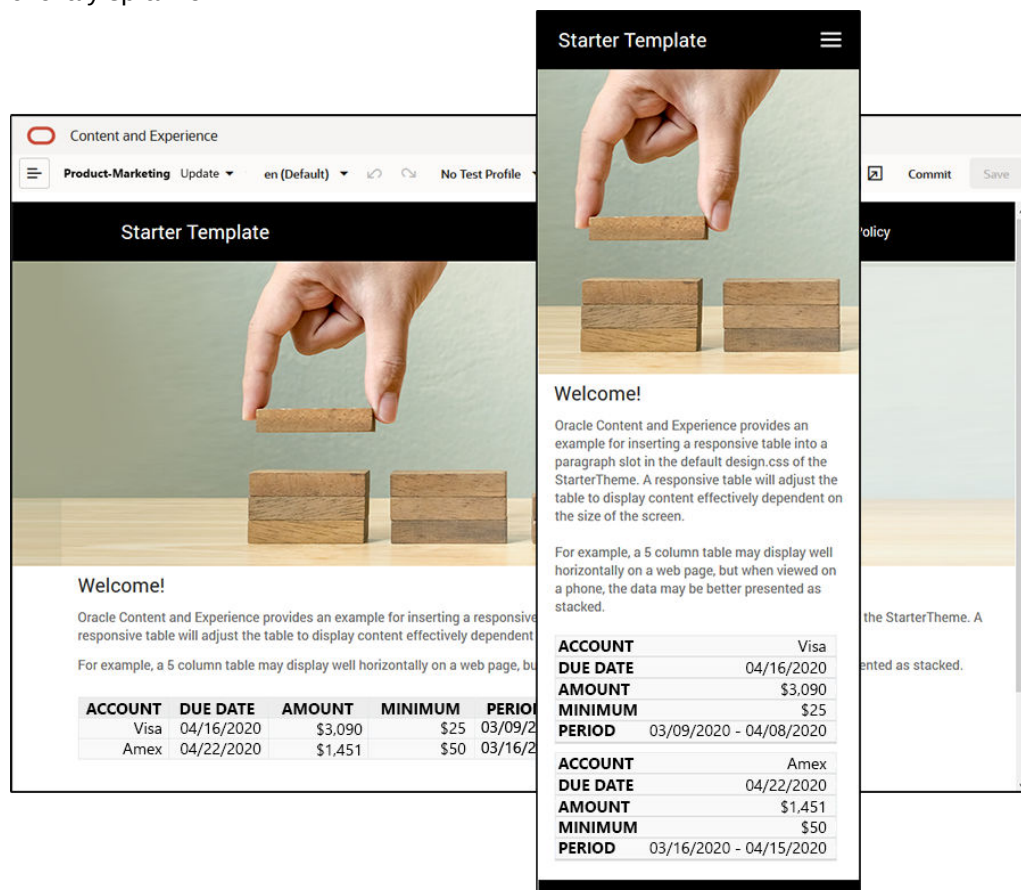 Starter Template
Content and Experience
Product-Marketing Update en (Default) No Test Profile
Commit Save
Starter Template
Policy
Welcome!
Oracle Content and Experience provides an example for inserting a responsive
the StarterTheme. A
responsive table will adjust the table to display content effectively dependent
For example, a 5 column table may display well horizontally on a web page, bu
ented as stacked.
ACCOUNT DUE DATE AMOUNT MINIMUM PERIO
Visa 04/16/2020 $3,090 $25 03/09/2
Amex 04/22/2020 $1,451 $50 03/16/2
Welcome!
Oracle Content and Experience provides an
example for inserting a responsive table into a
paragraph slot in the default design.css of the
StarterTheme. A responsive table will adjust the
table to display content effectively dependent on
the size of the screen.
For example, a 5 column table may display well
horizontally on a web page, but when viewed on
a phone, the data may be better presented as
stacked.
ACCOUNT Visa
DUE DATE 04/16/2020
AMOUNT $3,090
MINIMUM $25
PERIOD 03/09/2020 - 04/08/2020
ACCOUNT Amex
DUE DATE 04/22/2020
AMOUNT $1,451
MINIMUM $50
PERIOD 03/16/2020 - 04/15/2020